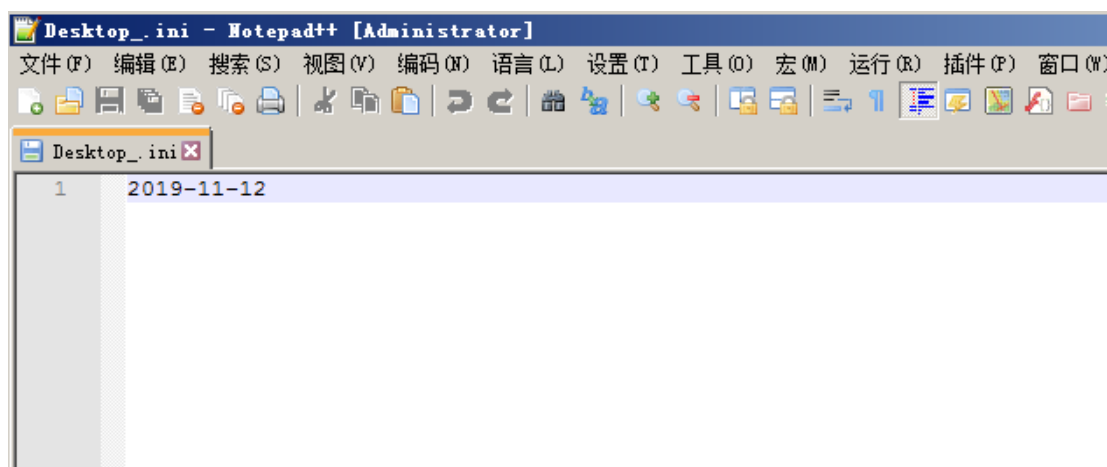 Desktop_.ini - Notepad++ [Administrator]
文件(F) 编辑(E) 搜索(S) 视图(V) 编码(N) 语言(L) 设置(T) 工具(O) 宏(M) 运行(R) 插件(P) 窗口(W)
Desktop_.ini
1 2019-11-12